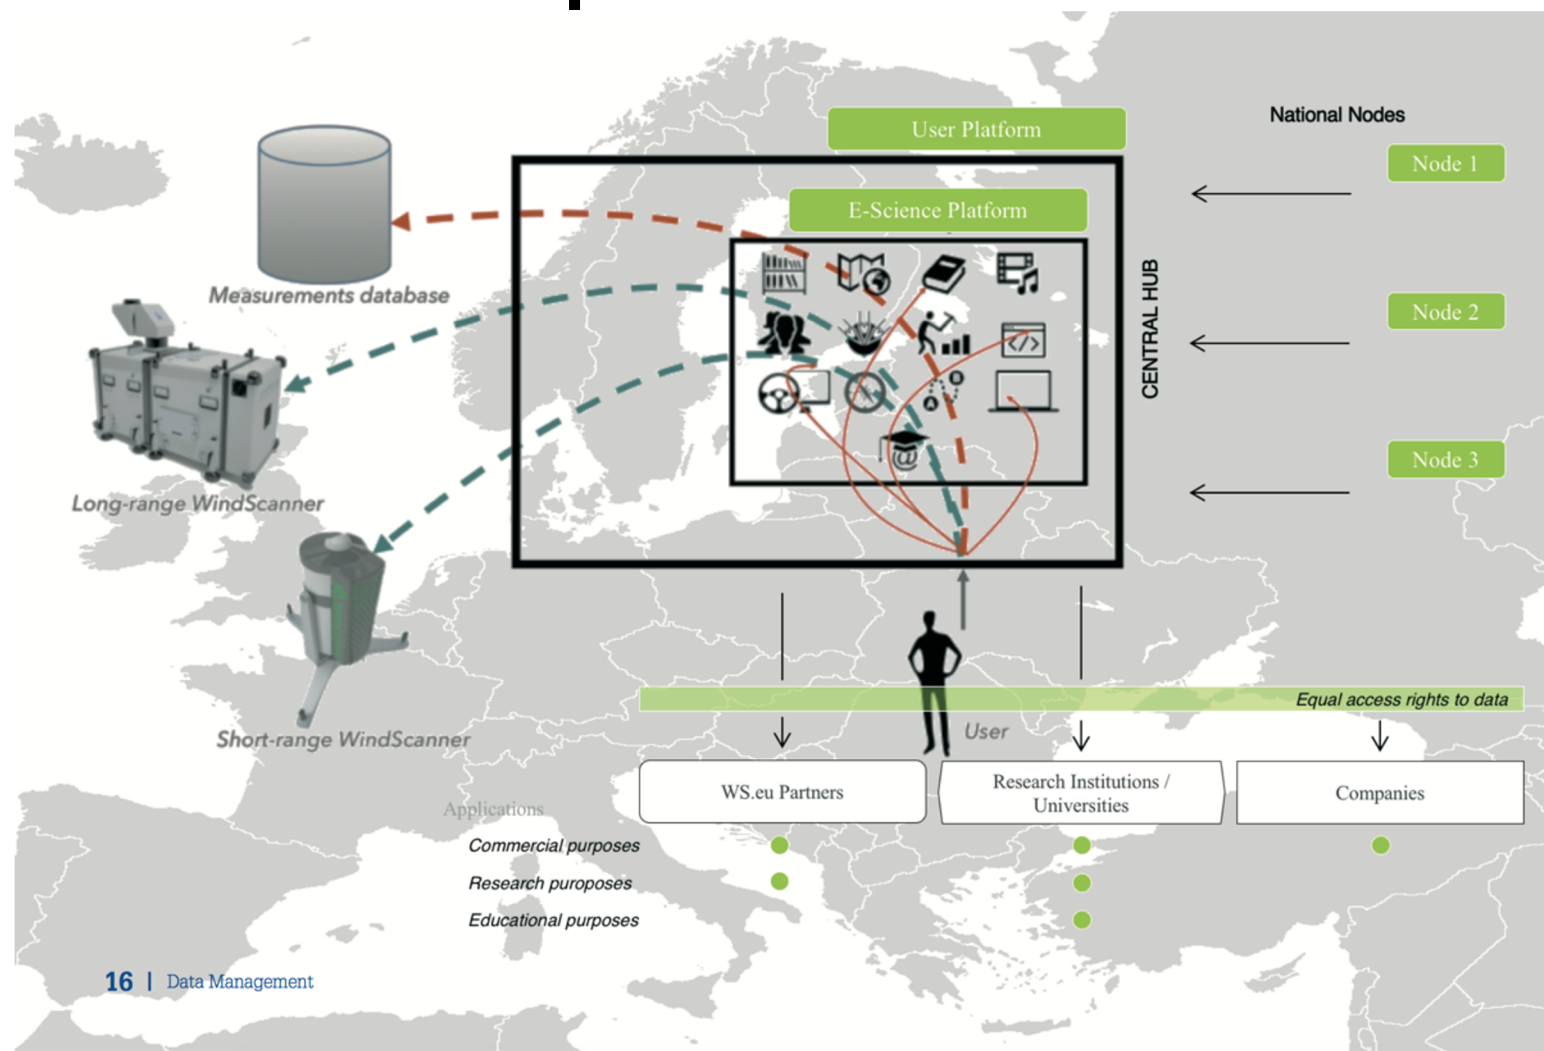 National Nodes
User Platform
Node 1
E-Science Platform
CENTRAL HUB
Measurements database
Node 2
A
B
</>
@
Node 3
Long-range WindScanner
Equal access rights to data
Short-range WindScanner
User
WS.eu Partners
Research Institutions /
Universities
Companies
Applications
Commercial purposes
Research puroposes
Educational purposes
16 | Data Management